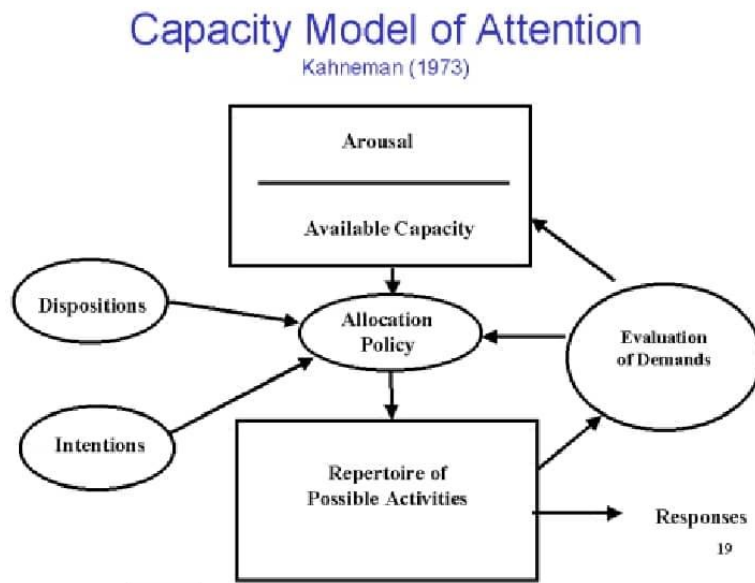 Capacity Model of Attention
Kahneman (1973)
Arousal
Available Capacity
Dispositions
Allocation
Policy
Evaluation
of Demands
Intentions
Repertoire of
Possible Activities
Responses
19